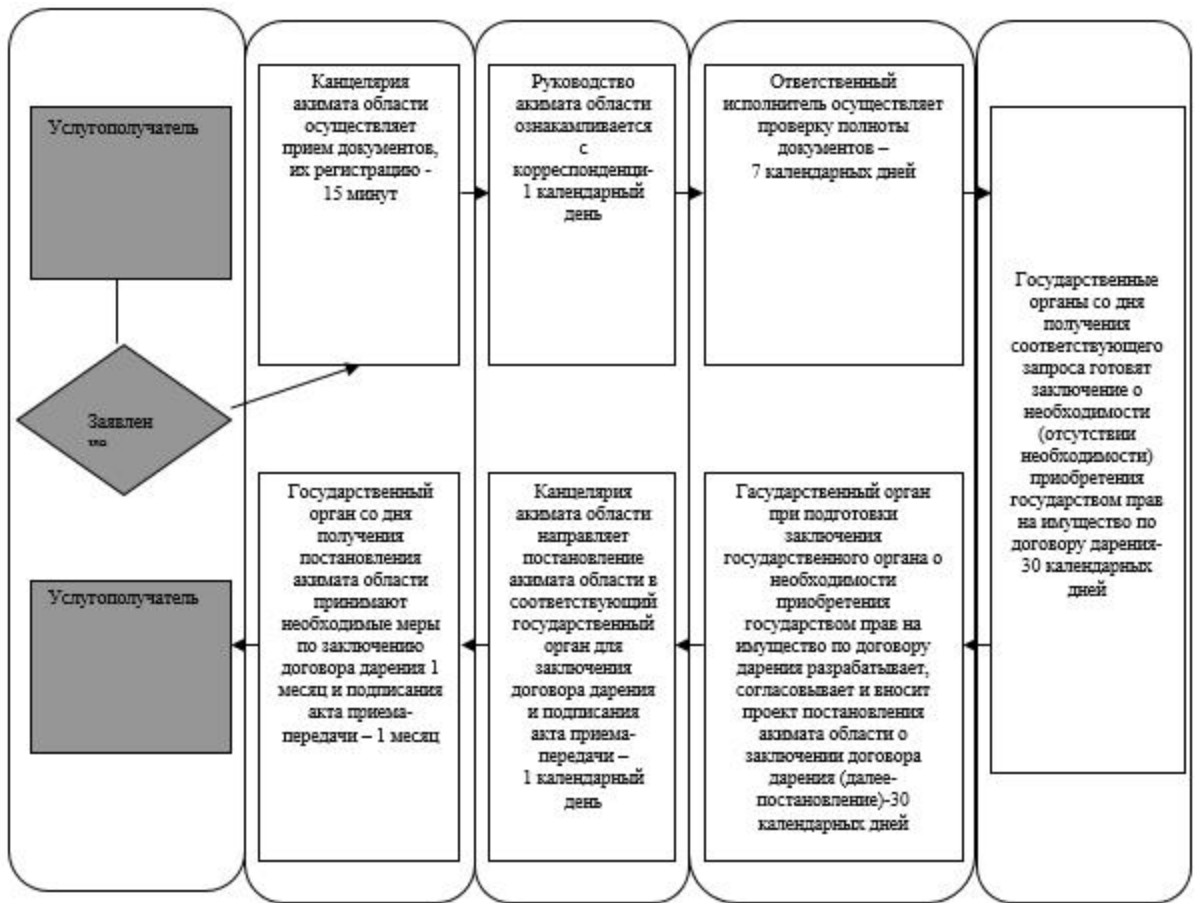 Услугополучатель
Канцелярия
акимата области
осуществляет
прием документов,
их регистрацию -
15 минут
Руководство
акимата области
ознакамливается
с
корреспонденци-
1 календарный
день
Ответственный
исполнитель осуществляет
проверку полноты
документов –
7 календарных дней
Государственные
органы со дня
получения
соответствующего
запроса готовят
заключение о
необходимости
(отсутствии
необходимости)
приобретения
государством прав
на имущество по
договору дарения-
30 календарных
дней
Заявлен
Гасударственный орган
при подготовки
заключения
государственного органа о
необходимости
приобретения
государством прав на
имущество по договору
дарения разрабатывает,
согласовывает и вносит
проект постановления
акимата области о
заключении договора
дарения (далее-
постановление)-30
календарных дней
Канцелярия
акимата области
направляет
постановление
акимата области в
соответствующий
государственный
орган для
заключения
договора дарения
и подписания
акта приема-
передачи –
1 календарный
день
Государственный
орган со дня
получения
постановления
акимата области
принимают
необходимые меры
по заключению
договора дарения 1
месяц и подписания
акта приема-
передачи – 1 месяц
Услугополучатель